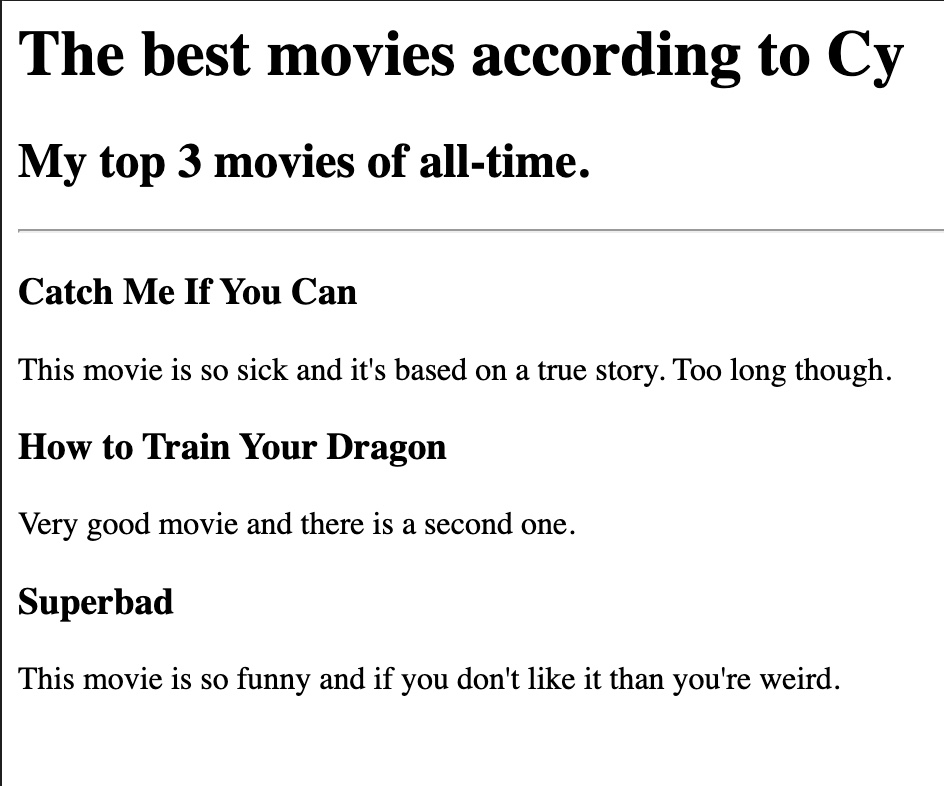 The best movies according to Cy
My top 3 movies of all-time.
Catch Me If You Can
This movie is so sick and it's based on a true story. Too long though.
How to Train Your Dragon
Very good movie and there is a second one.
Superbad
This movie is so funny and if you don't like it than you're weird.